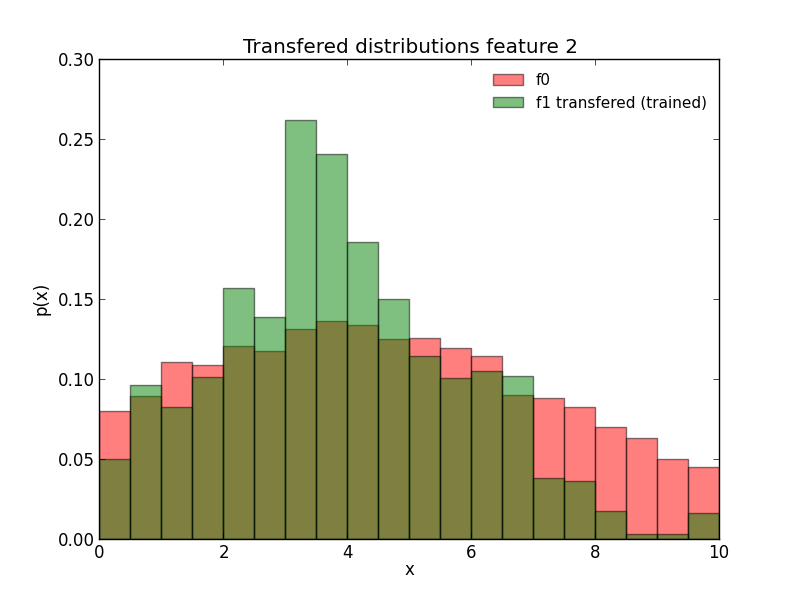 Transfered distributions feature 2
0.30
0.25
0.20
0.15
0.10
0.05
0.00
p(x)
f0
f1 transfered (trained)
0 2 4 6 8 10
x